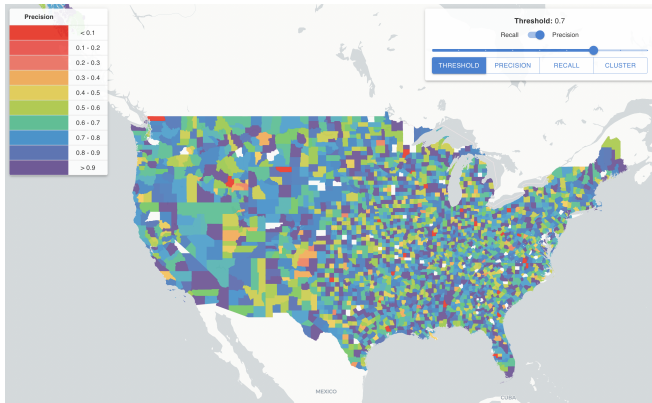 Precision
< 0.1
0.1 - 0.2
0.2 - 0.3
0.3 - 0.4
0.4 - 0.5
0.5 - 0.6
0.6 - 0.7
0.7 - 0.8
0.8 - 0.9
> 0.9
Threshold: 0.7
Recall Precision
THRESHOLD PRECISION RECALL CLUSTER
MEXICO
CUBA